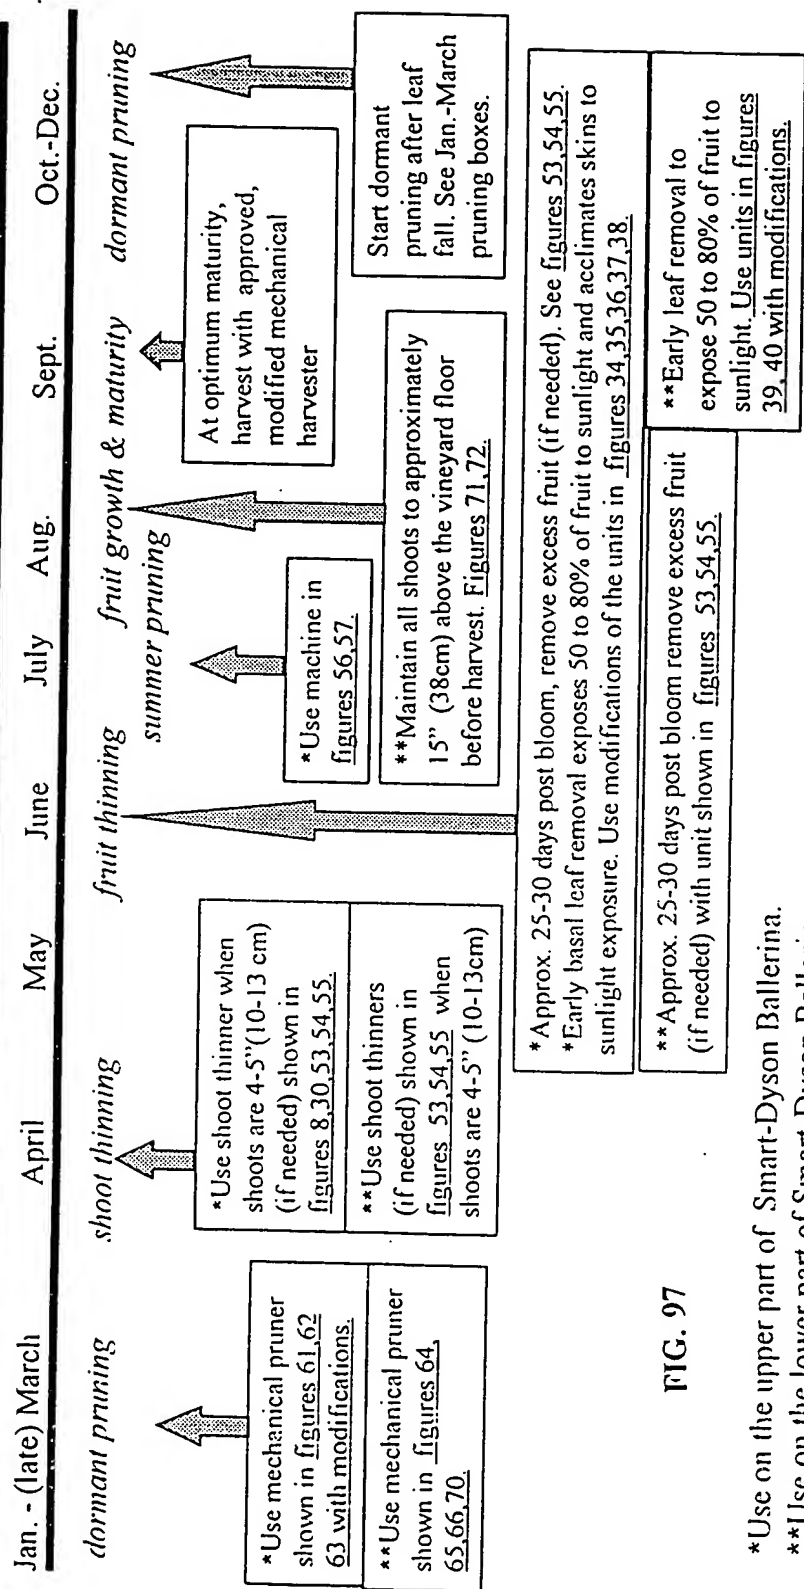 Jan. - (late) March April May June July Aug. Sept. Oct.-Dec.
dormant pruning shoot thinning fruit thinning fruit growth & maturity dormant pruning
summer pruning
*Use mechanical pruner
shown in figures 61,62
63 with modifications.
**Use mechanical pruner
shown in figures 64,
65,66,70.
*Use shoot thinner when
shoots are 4-5"(10-13 cm)
(if needed) shown in
figures 8,30,53,54,55.
**Use shoot thinners
(if needed) shown in
figures 53,54,55 when
shoots are 4-5" (10-13cm)
*Use machine in
figures 56,57.
**Maintain all shoots to approximately
15" (38cm) above the vineyard floor
before harvest. Figures 71,72.
At optimum maturity,
harvest with approved,
modified mechanical
harvester
Start dormant
pruning after leaf
fall. See Jan.-March
pruning boxes.
*Approx. 25-30 days post bloom, remove excess fruit (if needed). See figures 53,54,55.
*Early basal leaf removal exposes 50 to 80% of fruit to sunlight and acclimates skins to
sunlight exposure. Use modifications of the units in figures 34,35,36,37,38.
**Approx. 25-30 days post bloom remove excess fruit
(if needed) with unit shown in figures 53,54,55.
**Early leaf removal to
expose 50 to 80% of fruit to
sunlight. Use units in figures
39, 40 with modifications.
FIG. 97
*Use on the upper part of Smart-Dyson Ballerina.
**Use on the lower part of Smart-Dyson